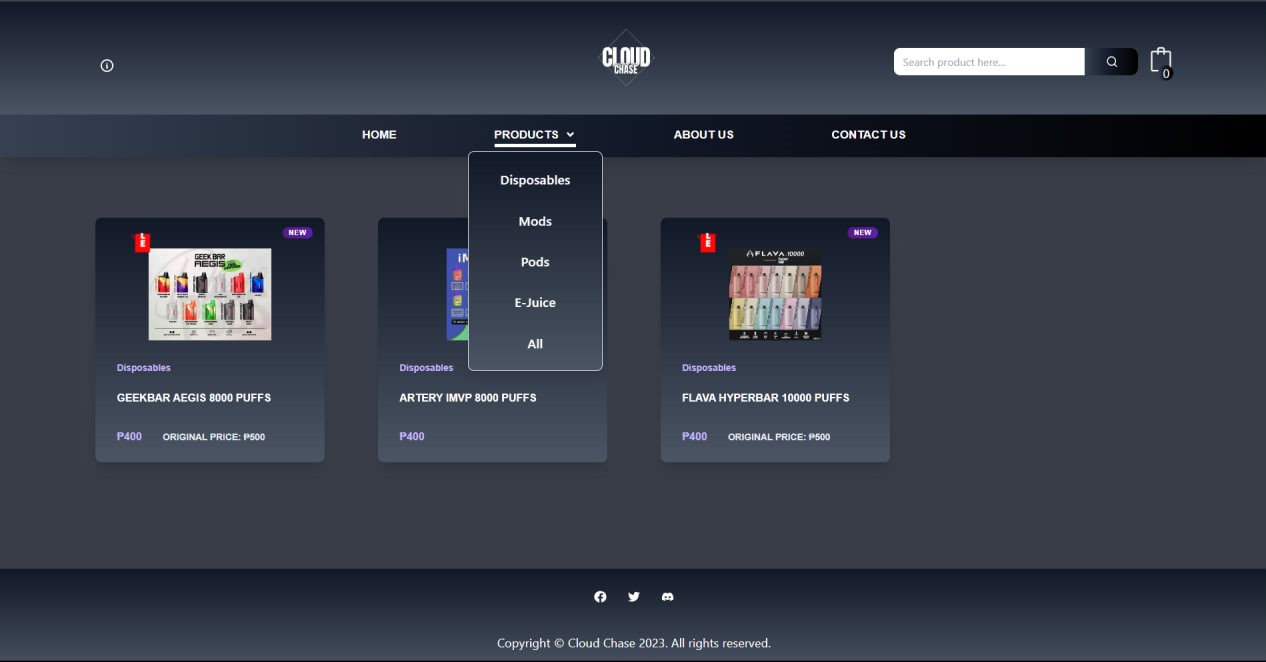 CLOUD
CHASE
Search product here...
0
HOME
PRODUCTS
ABOUT US
CONTACT US
Disposables
Mods
Pods
E-Juice
All
LE
NEW
GEEK BAR
AEGIS
Disposables
GEEKBAR AEGIS 8000 PUFFS
₱400 ORIGINAL PRICE: ₱500
Disposables
ARTERY IMVP 8000 PUFFS
₱400
LE
NEW
FLAVA 10000
Disposables
FLAVA HYPERBAR 10000 PUFFS
₱400 ORIGINAL PRICE: ₱500
Copyright © Cloud Chase 2023. All rights reserved.